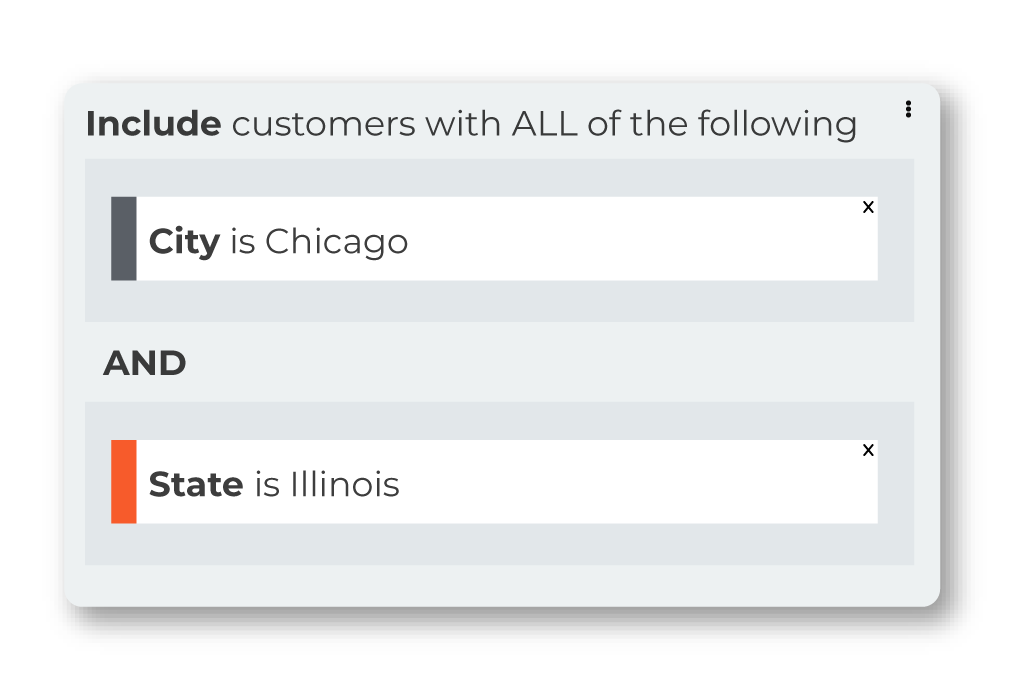 Include customers with ALL of the following
x
City is Chicago
AND
x
State is Illinois